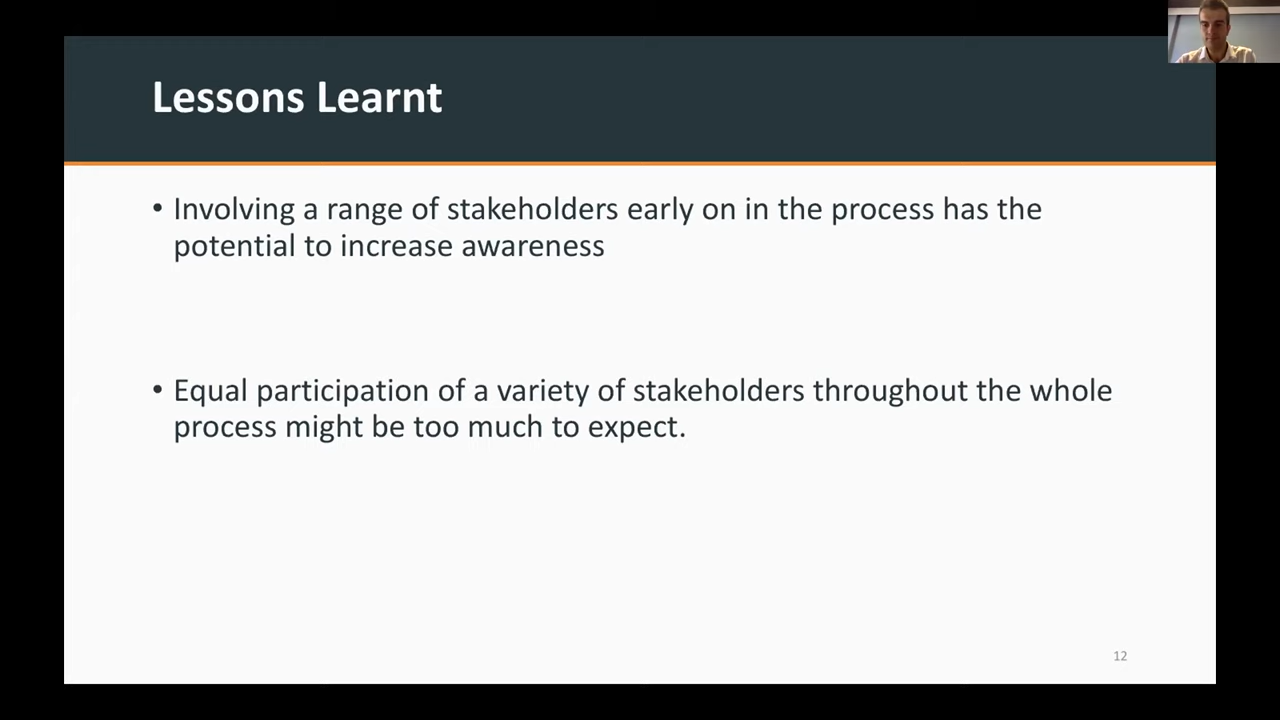 Lessons Learnt
• Involving a range of stakeholders early on in the process has the
potential to increase awareness
• Equal participation of a variety of stakeholders throughout the whole
process might be too much to expect.
12